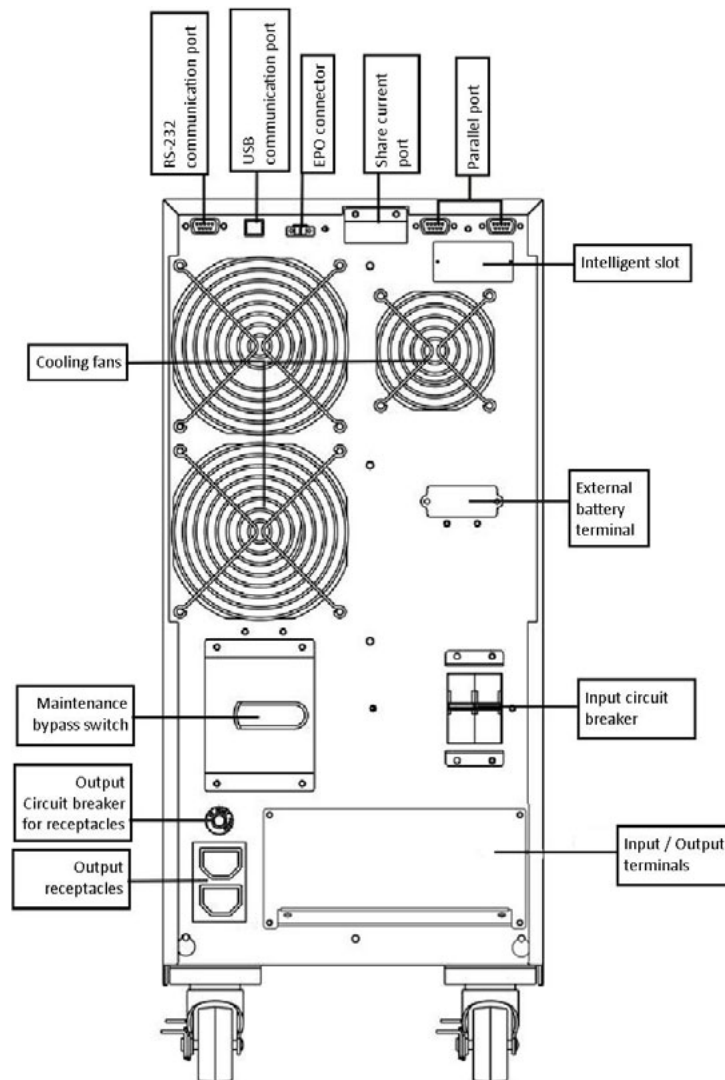 RS-232
communication port
USB
communication port
EPO connector
Share current
port
Parallel port
Intelligent slot
Cooling fans
External
battery
terminal
Maintenance
bypass switch
Input circuit
breaker
Output
Circuit breaker
for receptacles
Input / Output
terminals
Output
receptacles